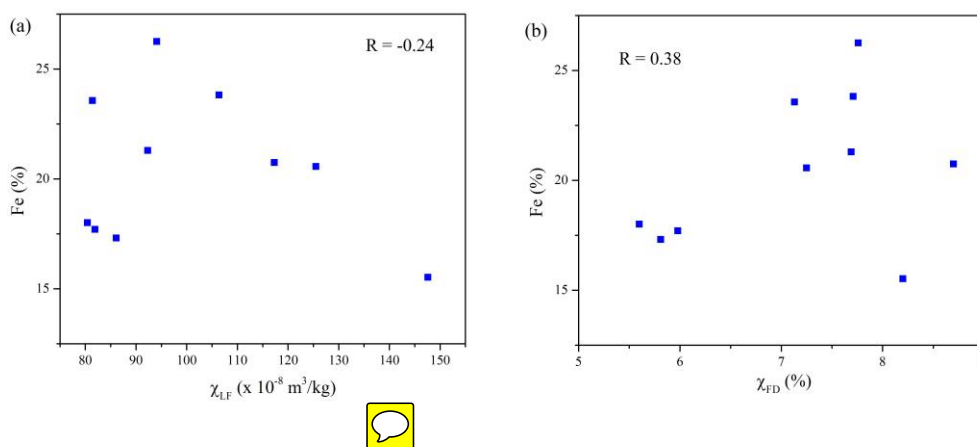 (a)
R = -0.24
25
20
15
Fe (%)
80 90 100 110 120 130 140 150
χLF (x 10⁻⁸ m³/kg)
(b)
R = 0.38
25
20
15
Fe (%)
5 6 7 8
χFD (%)